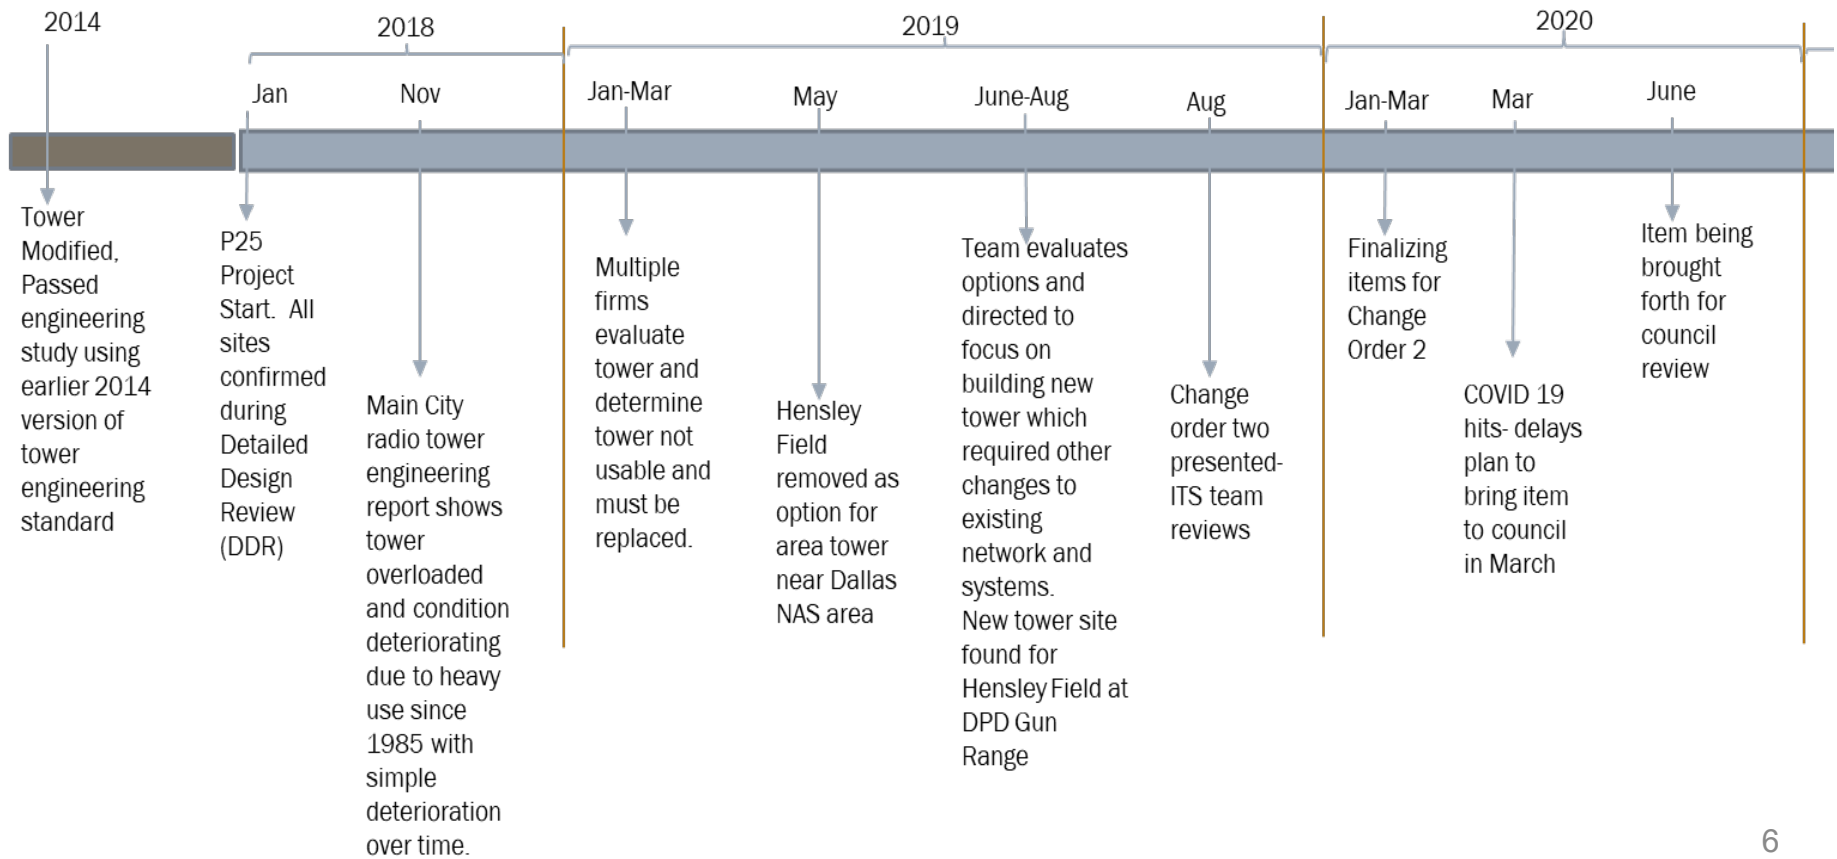 2014
2018
2019
2020
Jan
Nov
Jan-Mar
May
June-Aug
Aug
Jan-Mar
Mar
June
Tower
Modified,
Passed
engineering
study using
earlier 2014
version of
tower
engineering
standard
P25
Project
Start.  All
sites
confirmed
during
Detailed
Design
Review
(DDR)
Main City
radio tower
engineering
report shows
tower
overloaded
and condition
deteriorating
due to heavy
use since
1985 with
simple
deterioration
over time.
Multiple
firms
evaluate
tower and
determine
tower not
usable and
must be
replaced.
Hensley
Field
removed as
option for
area tower
near Dallas
NAS area
Team evaluates
options and
directed to
focus on
building new
tower which
required other
changes to
existing
network and
systems.
New tower site
found for
Hensley Field at
DPD Gun
Range
Change
order two
presented-
ITS team
reviews
Finalizing
items for
Change
Order 2
COVID 19
hits- delays
plan to
bring item
to council
in March
Item being
brought
forth for
council
review
6